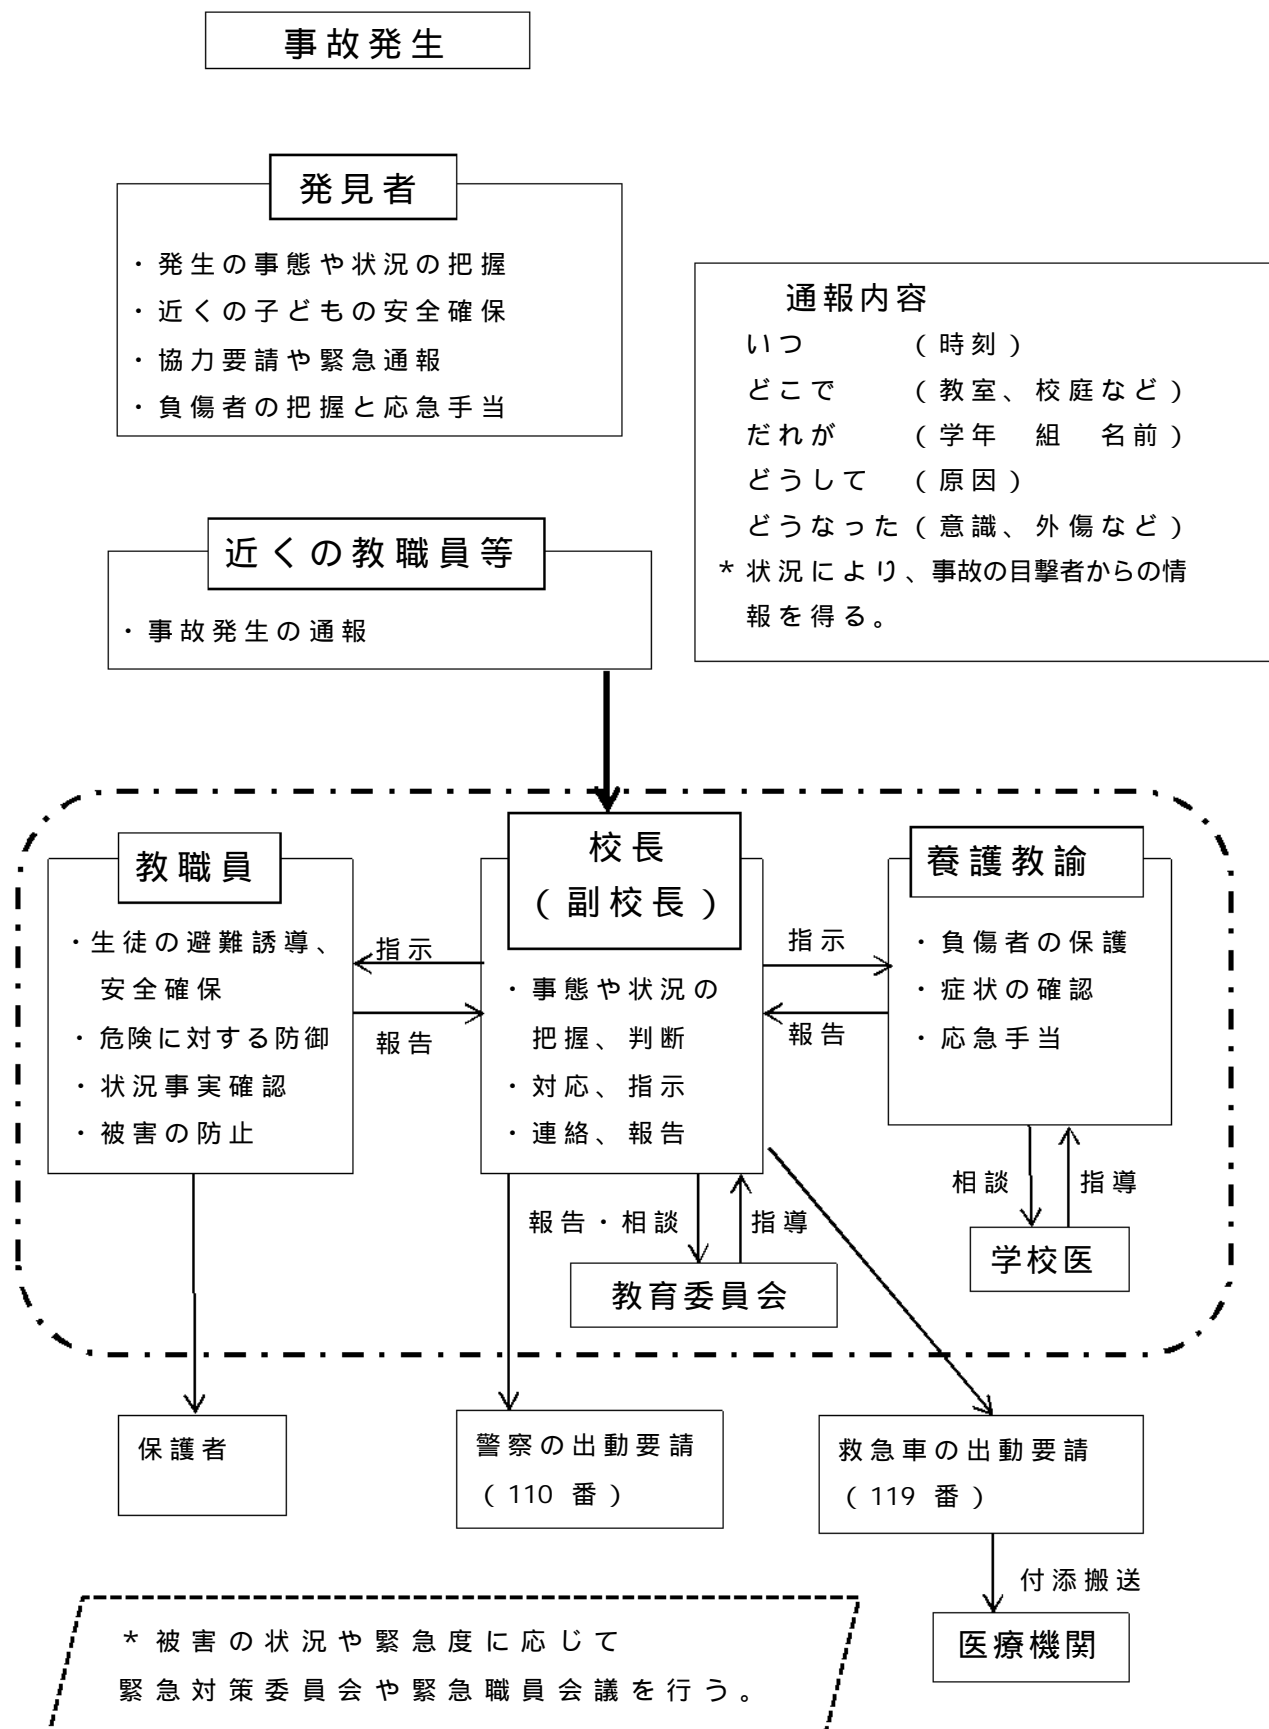 事故発生
発見者
・発生の事態や状況の把握
・近くの子どもの安全確保
・協力要請や緊急通報
・負傷者の把握と応急手当
通報内容
いつ （時刻）
どこで （教室、校庭など）
だれが （学年 組 名前）
どうして （原因）
どうなった（意識、外傷など）
*状況により、事故の目撃者からの情
報を得る。
近くの教職員等
・事故発生の通報
教職員
・生徒の避難誘導、
安全確保
・危険に対する防御
・状況事実確認
・被害の防止
指示
報告
校長
（副校長）
・事態や状況の
把握、判断
・対応、指示
・連絡、報告
指示
報告
養護教諭
・負傷者の保護
・症状の確認
・応急手当
報告・相談
指導
教育委員会
相談
指導
学校医
保護者
警察の出動要請
（110 番）
救急車の出動要請
（119 番）
付添搬送
医療機関
*被害の状況や緊急度に応じて
緊急対策委員会や緊急職員会議を行う。